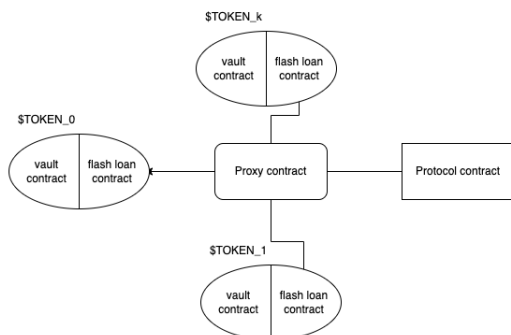 $TOKEN_k
vault
contract
flash loan
contract
$TOKEN_0
vault
contract
flash loan
contract
Proxy contract
Protocol contract
$TOKEN_1
vault
contract
flash loan
contract